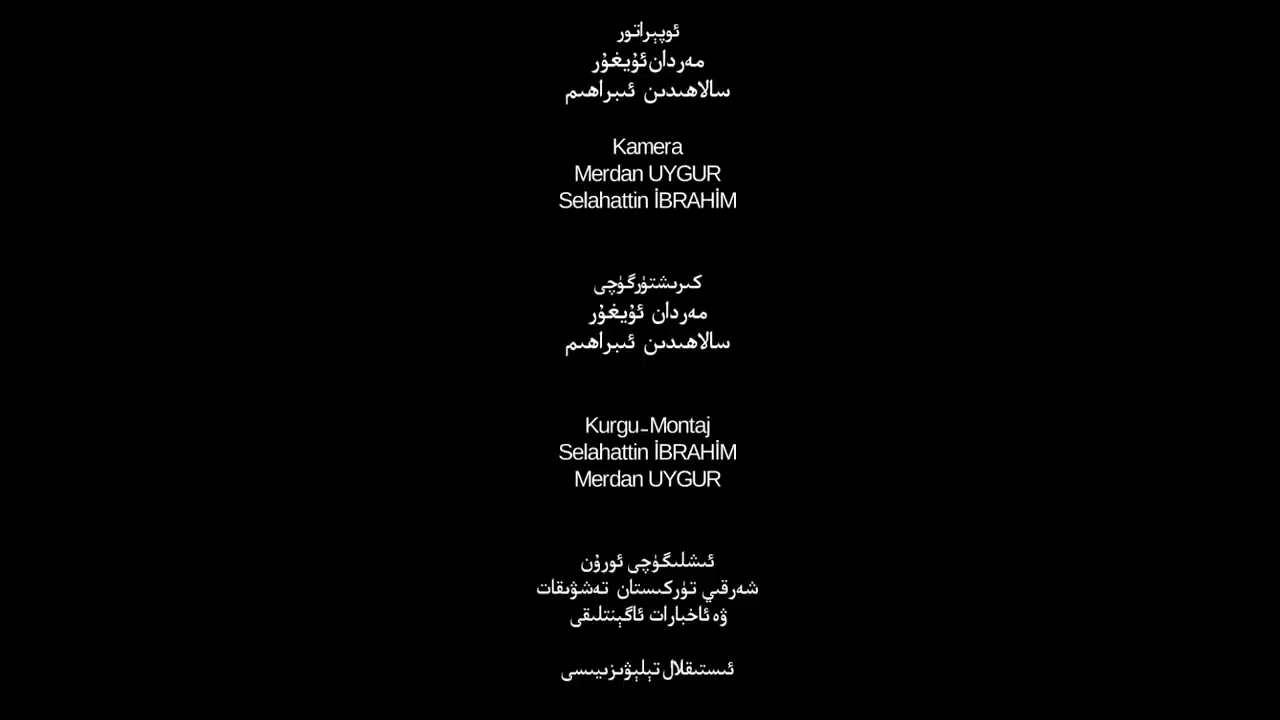 ئوپېراتور
مەردان ئۇيغۇر
سالاھىدىن ئىبراھىم
Kamera
Merdan UYGUR
Selahattin İBRAHİM
كىرىشتۈرگۈچى
مەردان ئۇيغۇر
سالاھىدىن ئىبراھىم
Kurgu-Montaj
Selahattin İBRAHİM
Merdan UYGUR
ئىشلىگۈچى ئورۇن
شەرقىي تۈركىستان تەشۋىقات
ۋە ئاخبارات ئاگېنتلىقى
ئىستىقلال تېلېۋىزىيىسى